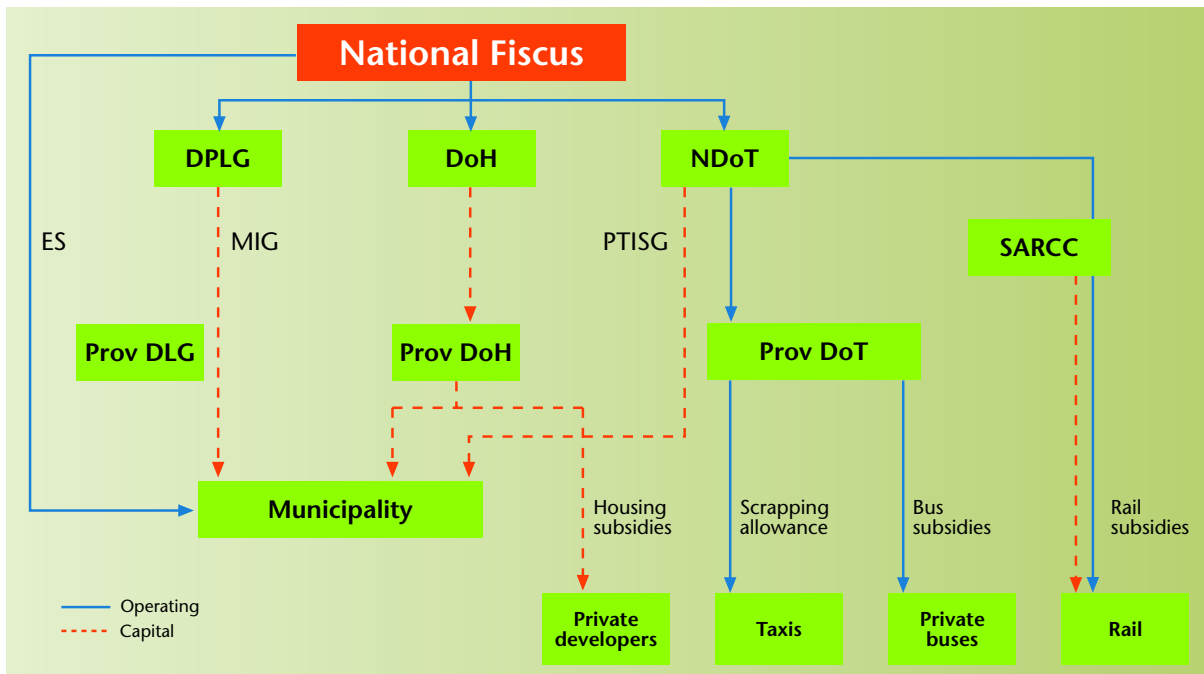 National Fiscus
DPLG
DoH
NDoT
ES
MIG
PTISG
SARCC
Prov DLG
Prov DoH
Prov DoT
Municipality
Housing
subsidies
Scrapping
allowance
Bus
subsidies
Rail
subsidies
Operating
Capital
Private
developers
Taxis
Private
buses
Rail